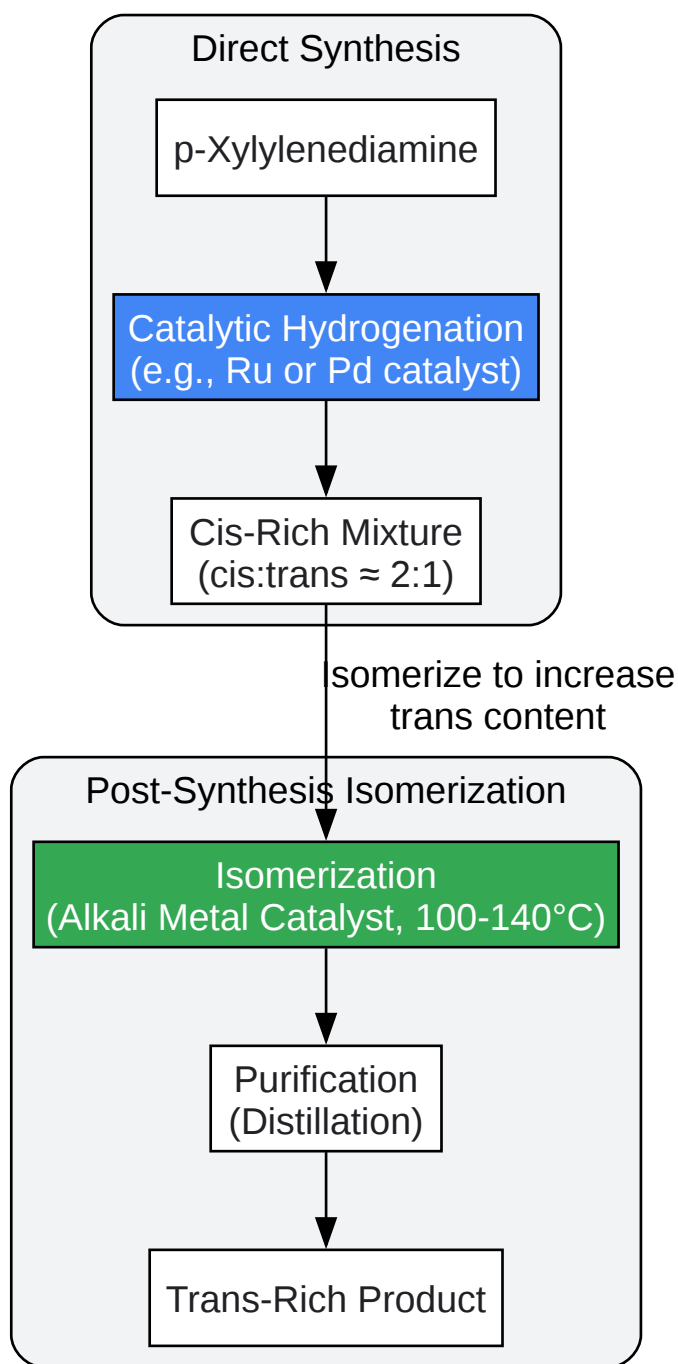 Direct Synthesis
p-Xylylenediamine
Catalytic Hydrogenation
(e.g., Ru or Pd catalyst)
Cis-Rich Mixture
(cis:trans ≈ 2:1)
Isomerize to increase
trans content
Post-Synthesis Isomerization
Isomerization
(Alkali Metal Catalyst, 100-140°C)
Purification
(Distillation)
Trans-Rich Product